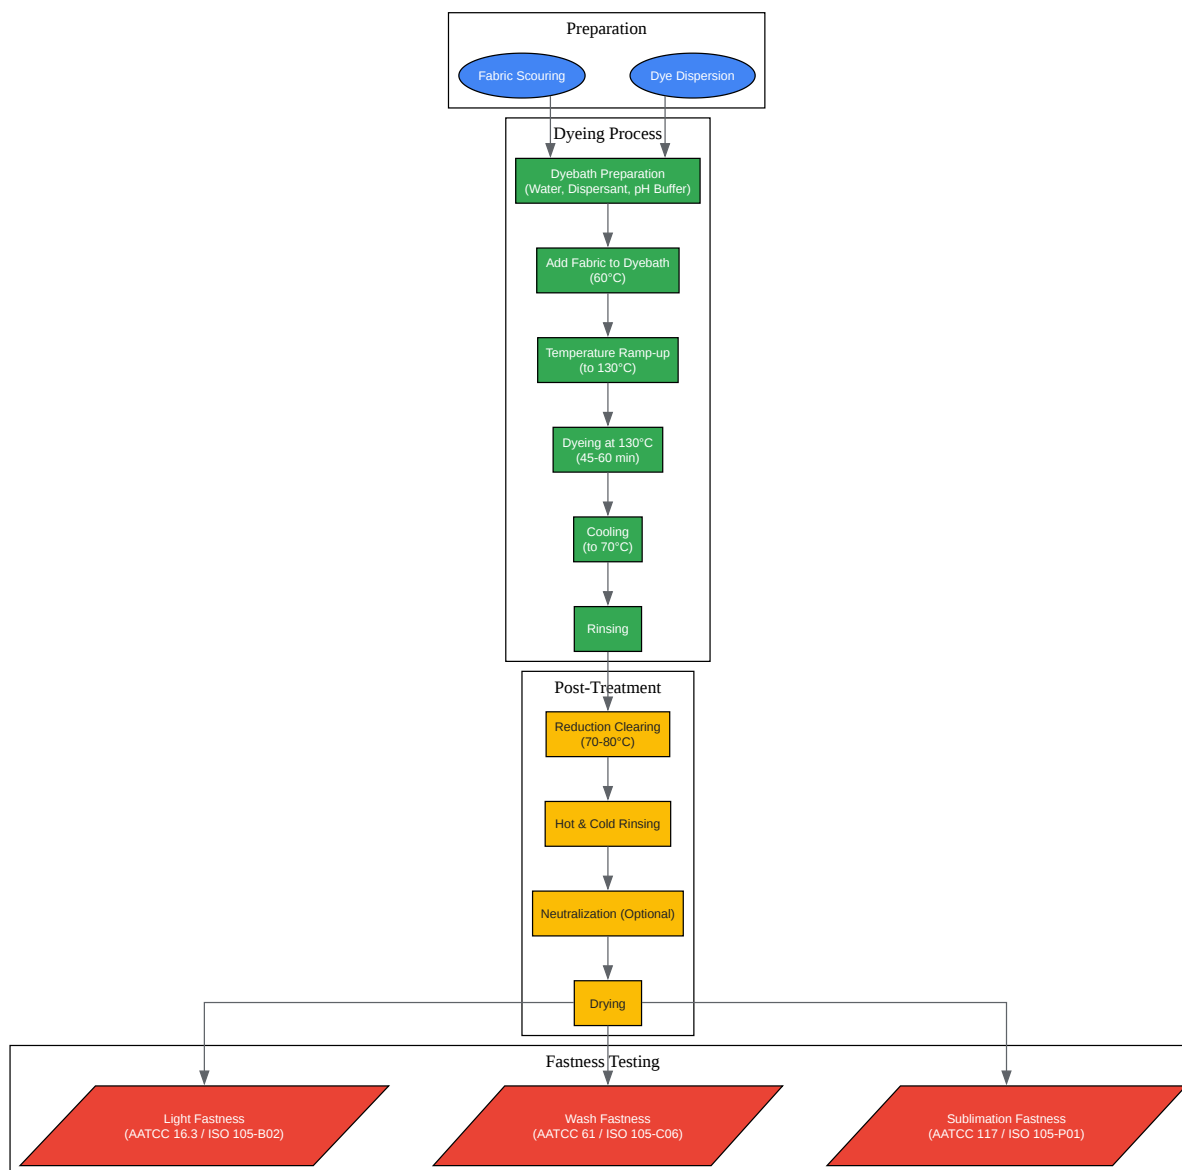 Preparation
Fabric Scouring
Dye Dispersion
Dyeing Process
Dyebath Preparation
(Water, Dispersant, pH Buffer)
Add Fabric to Dyebath
(60°C)
Temperature Ramp-up
(to 130°C)
Dyeing at 130°C
(45-60 min)
Cooling
(to 70°C)
Rinsing
Post-Treatment
Reduction Clearing
(70-80°C)
Hot & Cold Rinsing
Neutralization (Optional)
Drying
Fastness Testing
Light Fastness
(AATCC 16.3 / ISO 105-B02)
Wash Fastness
(AATCC 61 / ISO 105-C06)
Sublimation Fastness
(AATCC 117 / ISO 105-P01)